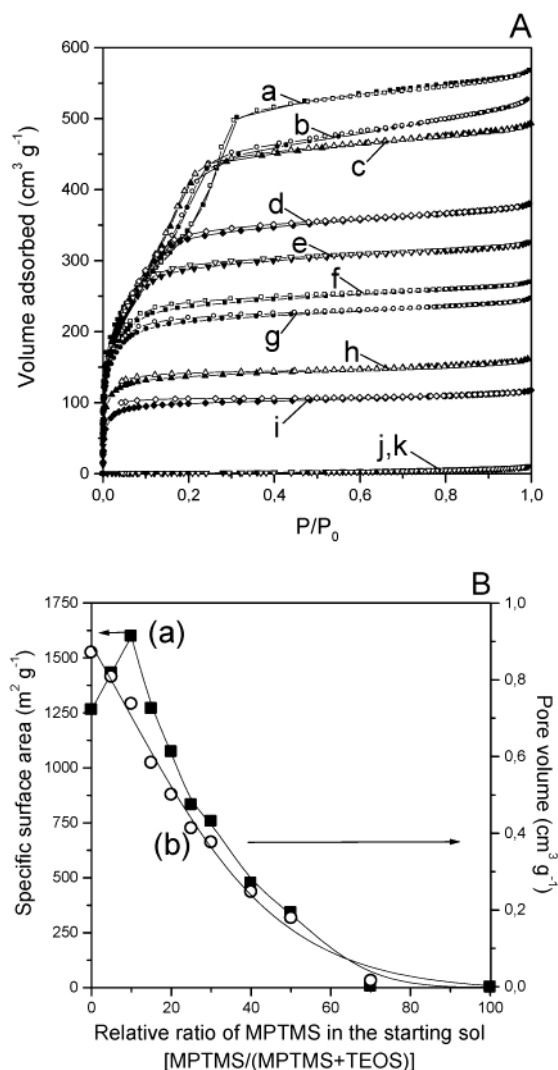 A
600
500
400
300
200
100
0
Volume adsorbed (cm³ g⁻¹)
a
b
c
d
e
f
g
h
i
j,k
0,0 0,2 0,4 0,6 0,8 1,0
P/P₀
B
1750
1500
1250
1000
750
500
250
0
Specific surface area (m² g⁻¹)
(a)
(b)
1,0
0,8
0,6
0,4
0,2
0,0
Pore volume (cm³ g⁻¹)
0 20 40 60 80 100
Relative ratio of MPTMS in the starting sol
[MPTMS/(MPTMS+TEOS)]